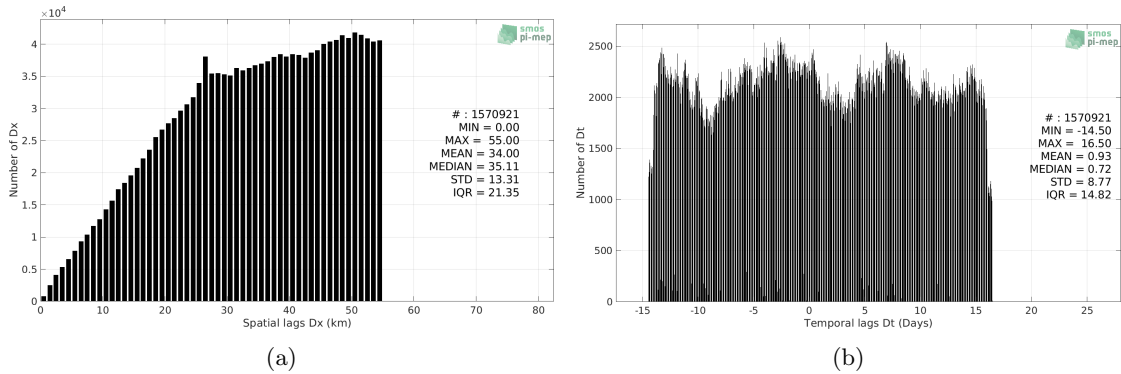 ×10⁴
4
3.5
3
2.5
2
1.5
1
0.5
0
Number of Dx
smos
pi-mep
# : 1570921
MIN = 0.00
MAX = 55.00
MEAN = 34.00
MEDIAN = 35.11
STD = 13.31
IQR = 21.35
0 10 20 30 40 50 60 70 80
Spatial lags Dx (km)
(a)
2500
2000
1500
1000
500
0
Number of Dt
smos
pi-mep
# : 1570921
MIN = -14.50
MAX = 16.50
MEAN = 0.93
MEDIAN = 0.72
STD = 8.77
IQR = 14.82
-15 -10 -5 0 5 10 15 20 25
Temporal lags Dt (Days)
(b)